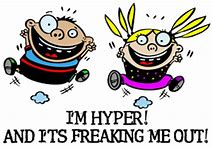 I'M HYPER!
AND IT'S FREAKING ME OUT!